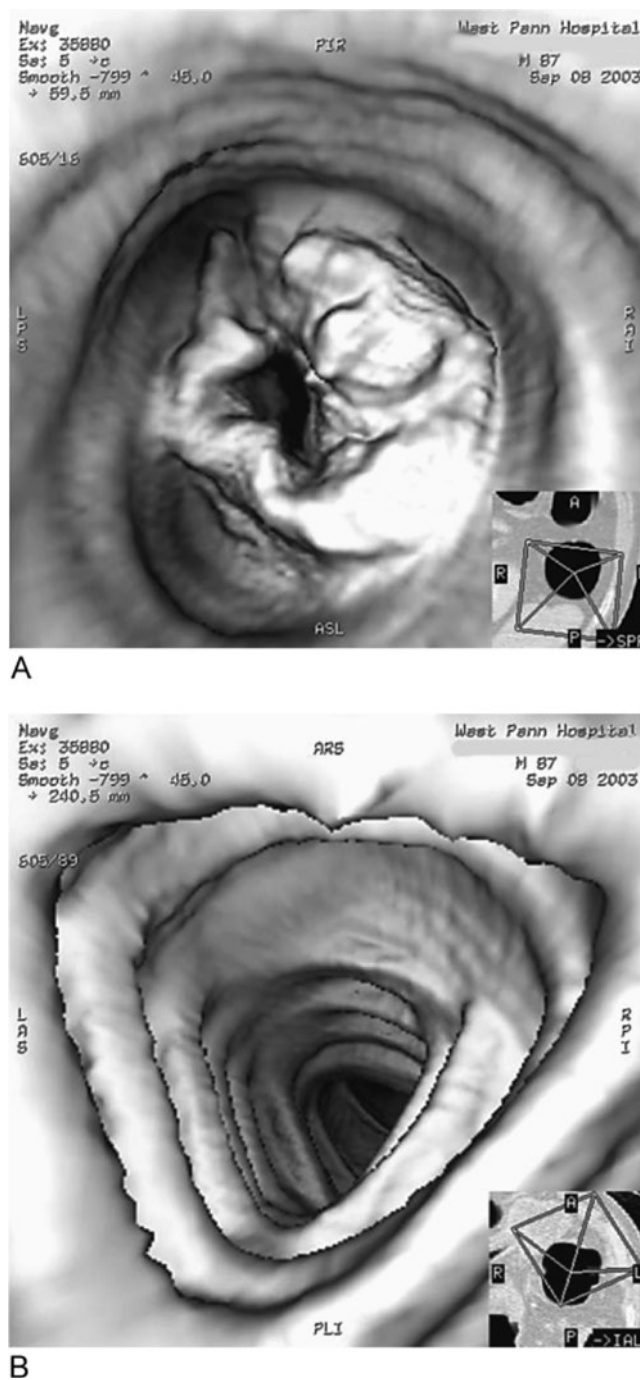 Navg
Ex: 35880
Se: 5 +c
Smooth -799 ^ 45.0
+ 59.5 mm
PIR
West Penn Hospital
M 87
Sep 08 2003
605/16
L
P
S
R
A
I
ASL
A
R
P
->SPR
A
Navg
Ex: 35880
Se: 5 +c
Smooth -799 ^ 45.0
+ 240.5 mm
ARS
West Penn Hospital
M 87
Sep 08 2003
605/89
L
A
S
R
P
I
PLI
A
R
L
P
->IAL
B